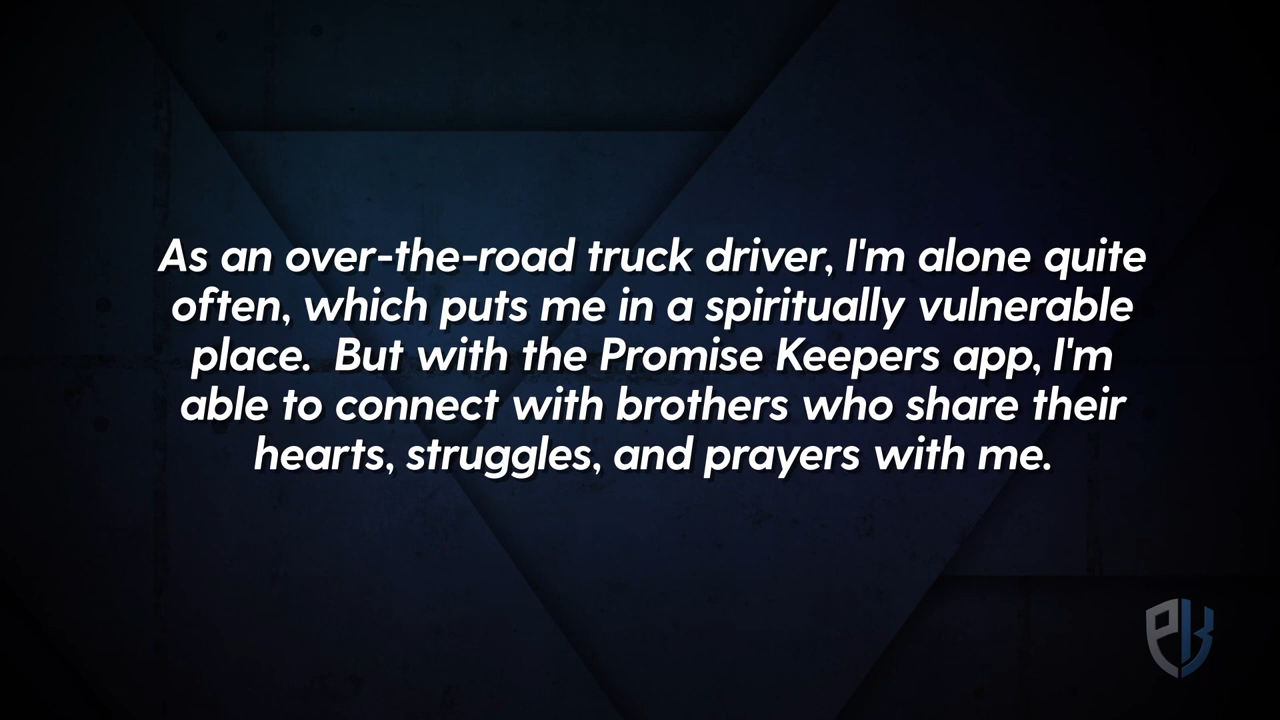 As an over-the-road truck driver, I'm alone quite
often, which puts me in a spiritually vulnerable
place.  But with the Promise Keepers app, I'm
able to connect with brothers who share their
hearts, struggles, and prayers with me.
PK